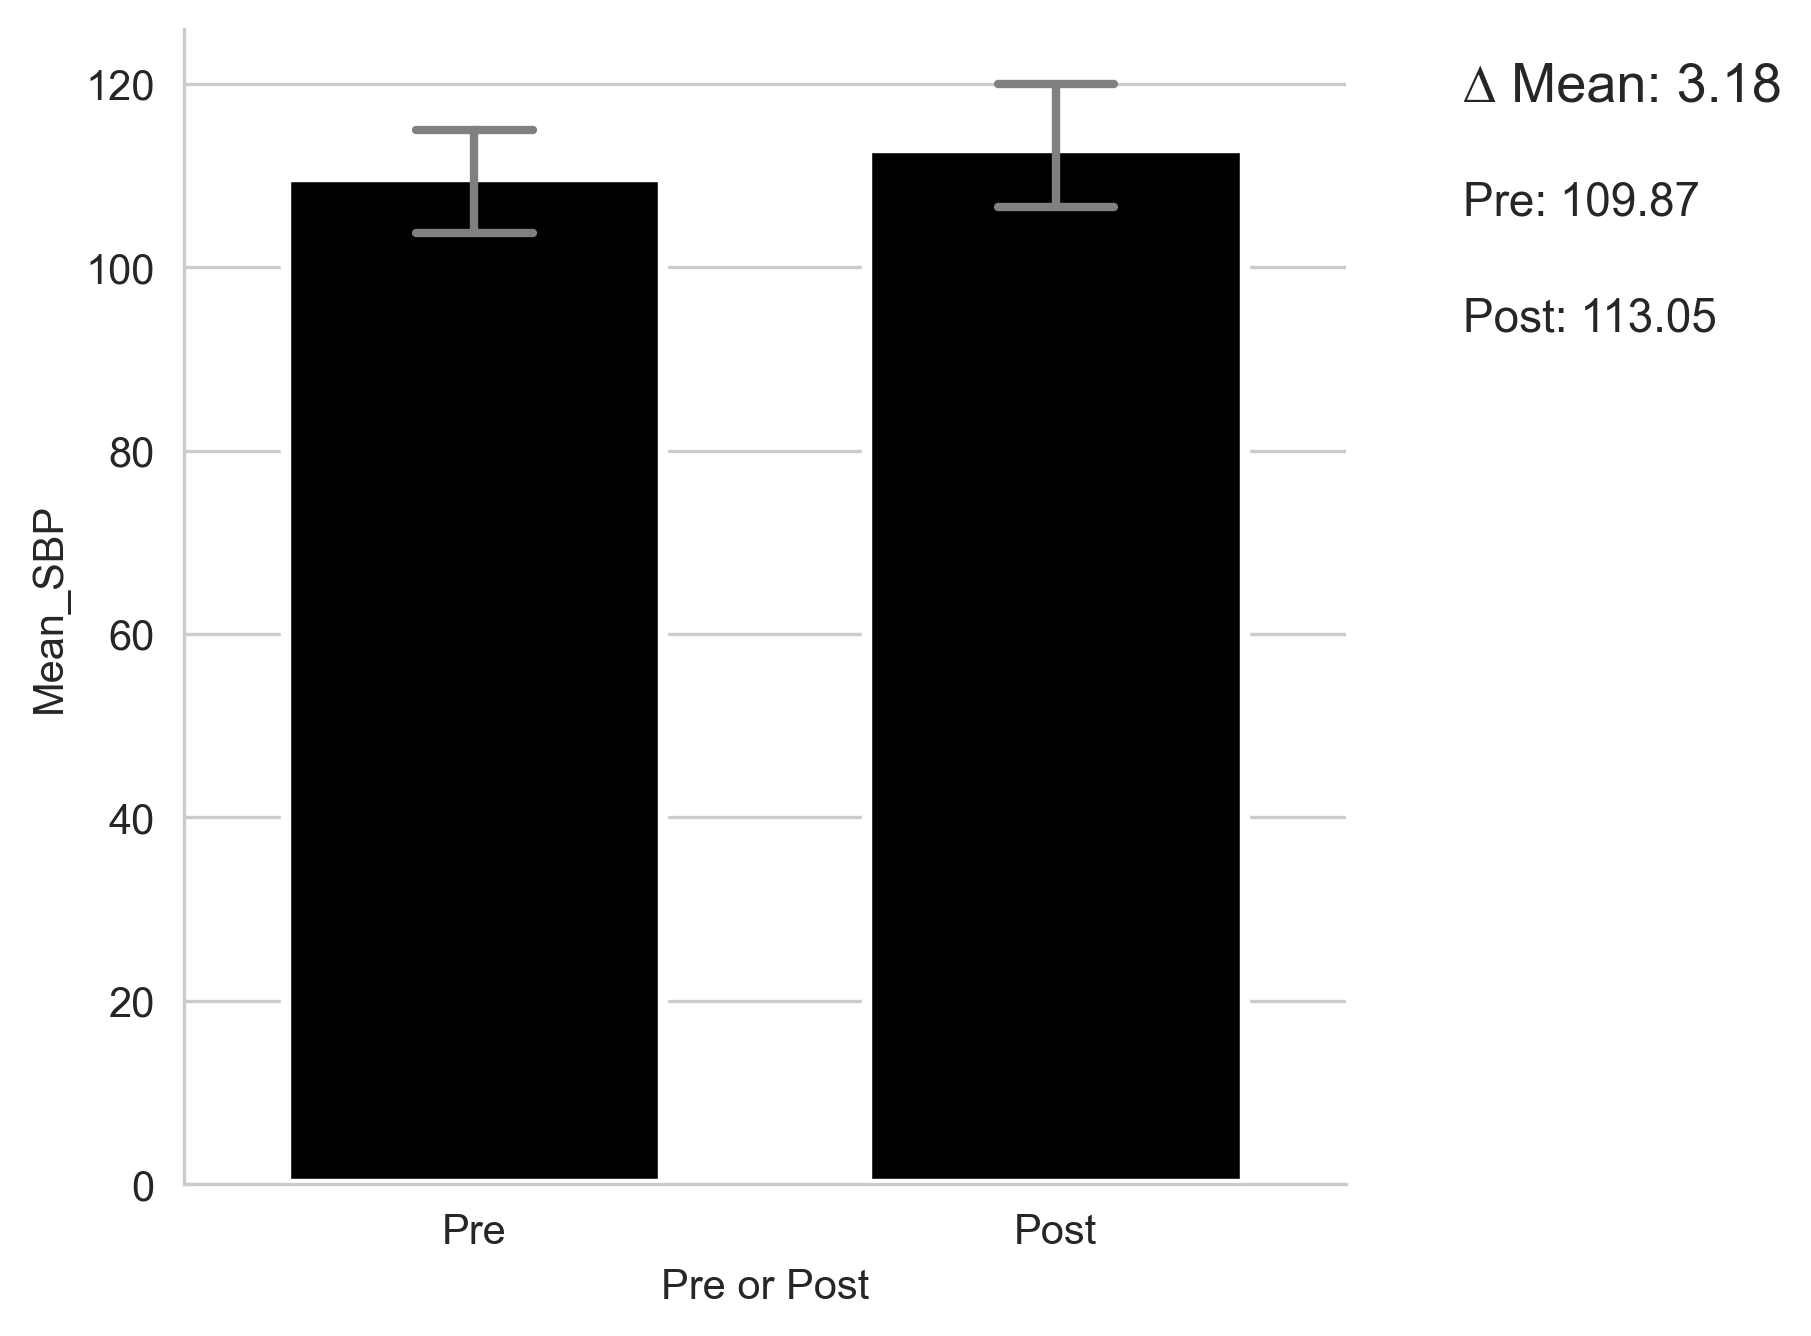 120
100
80
60
40
20
0
Mean_SBP
Pre
Post
Pre or Post
Δ Mean: 3.18
Pre: 109.87
Post: 113.05